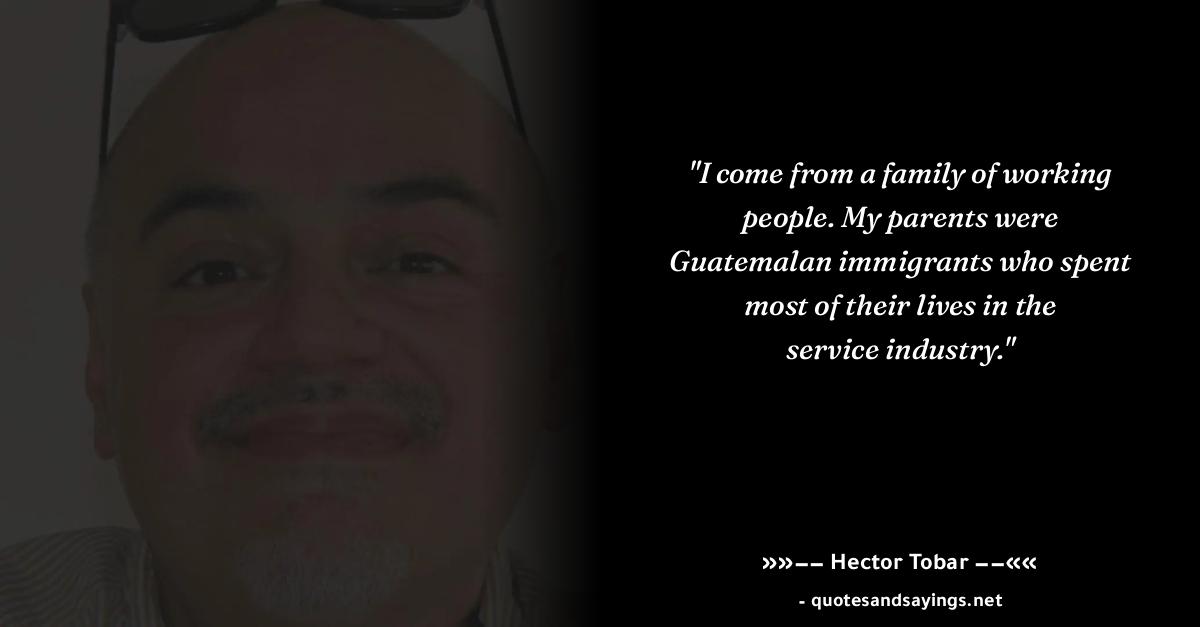 "I come from a family of working
people. My parents were
Guatemalan immigrants who spent
most of their lives in the
service industry."
»»–– Hector Tobar ––««
- quotesandsayings.net